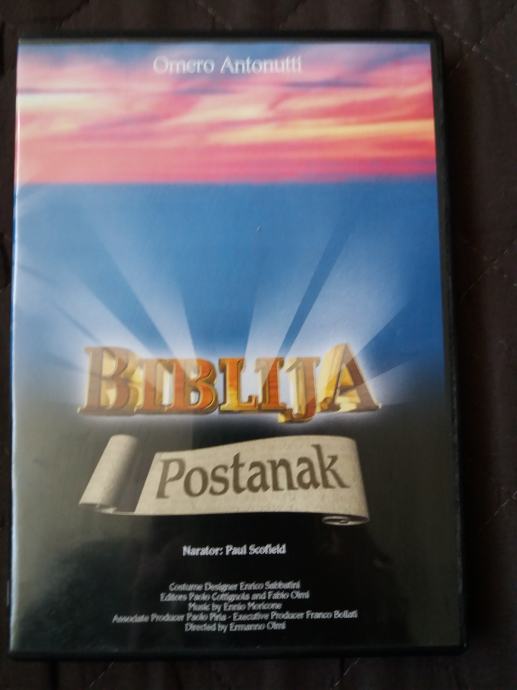 Omero Antonutti
BIBLIJA
Postanak
Narator: Paul Scofield
Costume Designer Enrico Sabbatini
Editors Paolo Cottignola and Fabio Olmi
Music by Ennio Moricone
Associate Producer Paolo Piria - Executive Producer Franco Bollati
Directed by Ermanno Olmi